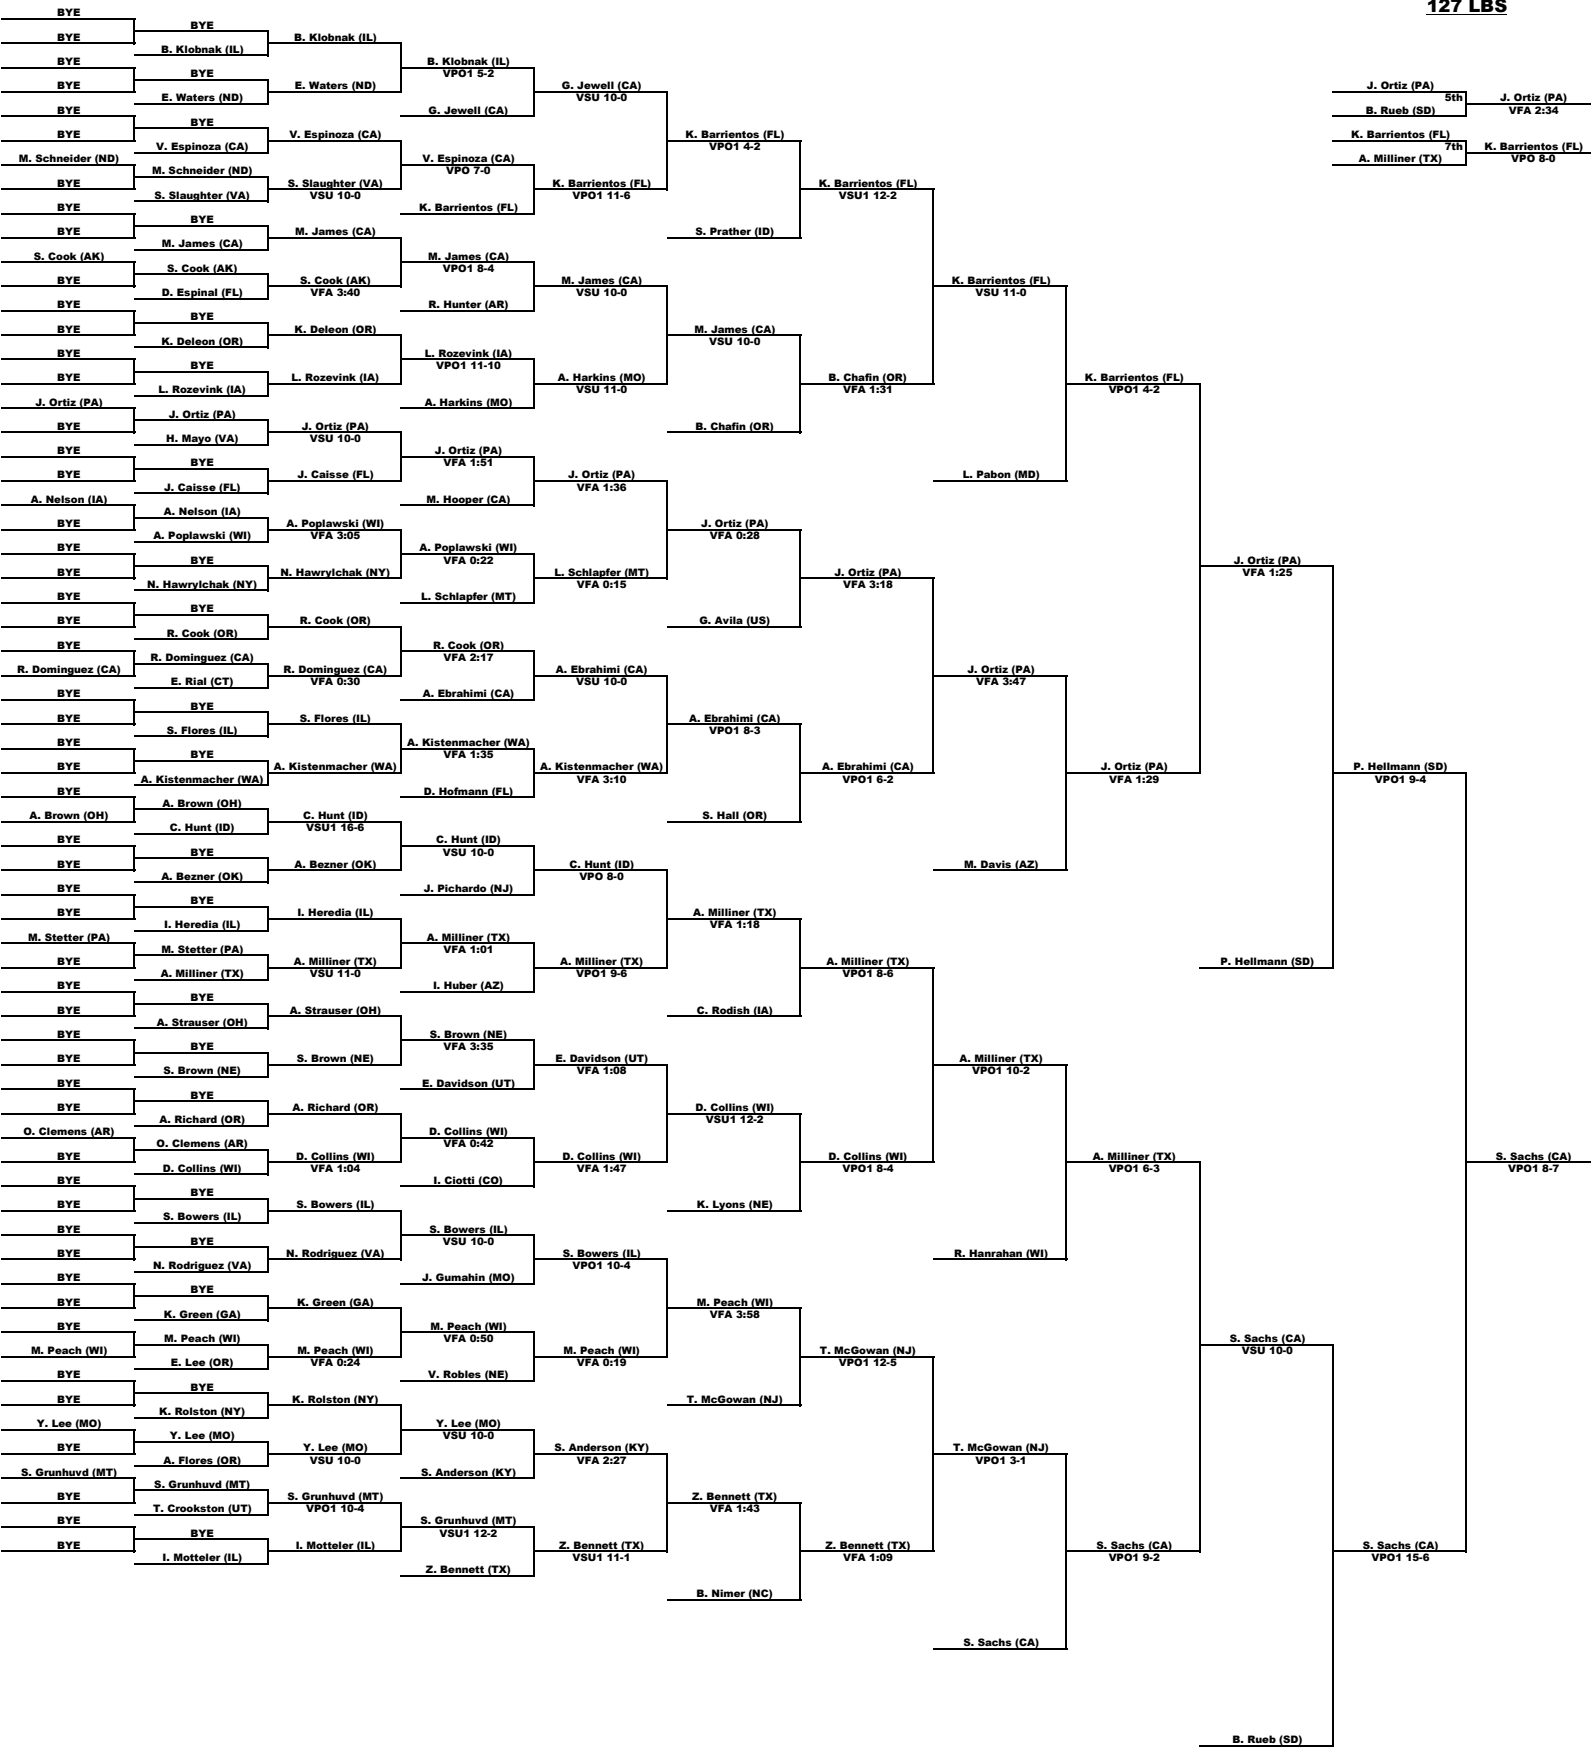 127 LBS
BYE
BYE
BYE
BYE
BYE
BYE
M. Schneider (ND)
BYE
BYE
BYE
S. Cook (AK)
BYE
BYE
BYE
BYE
BYE
J. Ortiz (PA)
BYE
BYE
BYE
A. Nelson (IA)
BYE
BYE
BYE
BYE
BYE
BYE
R. Dominguez (CA)
BYE
BYE
BYE
BYE
BYE
A. Brown (OH)
BYE
BYE
BYE
BYE
M. Stetter (PA)
BYE
BYE
BYE
BYE
BYE
BYE
BYE
O. Clemens (AR)
BYE
BYE
BYE
BYE
BYE
BYE
BYE
BYE
M. Peach (WI)
BYE
BYE
Y. Lee (MO)
BYE
S. Grunhuvd (MT)
BYE
BYE
BYE
BYE
B. Klobnak (IL)
BYE
E. Waters (ND)
BYE
V. Espinoza (CA)
M. Schneider (ND)
S. Slaughter (VA)
BYE
M. James (CA)
S. Cook (AK)
D. Espinal (FL)
BYE
K. Deleon (OR)
BYE
L. Rozevink (IA)
J. Ortiz (PA)
H. Mayo (VA)
BYE
J. Caisse (FL)
A. Nelson (IA)
A. Poplawski (WI)
BYE
N. Hawrylchak (NY)
BYE
R. Cook (OR)
R. Dominguez (CA)
E. Rial (CT)
BYE
S. Flores (IL)
BYE
A. Kistenmacher (WA)
A. Brown (OH)
C. Hunt (ID)
BYE
A. Bezner (OK)
BYE
I. Heredia (IL)
M. Stetter (PA)
A. Milliner (TX)
BYE
A. Strauser (OH)
BYE
S. Brown (NE)
BYE
A. Richard (OR)
O. Clemens (AR)
D. Collins (WI)
BYE
S. Bowers (IL)
BYE
N. Rodriguez (VA)
BYE
K. Green (GA)
M. Peach (WI)
E. Lee (OR)
BYE
K. Rolston (NY)
Y. Lee (MO)
A. Flores (OR)
S. Grunhuvd (MT)
T. Crookston (UT)
BYE
I. Motteler (IL)
B. Klobnak (IL)
E. Waters (ND)
V. Espinoza (CA)
S. Slaughter (VA)
VSU 10-0
M. James (CA)
S. Cook (AK)
VFA 3:40
K. Deleon (OR)
L. Rozevink (IA)
J. Ortiz (PA)
VSU 10-0
J. Caisse (FL)
A. Poplawski (WI)
VFA 3:05
N. Hawrylchak (NY)
R. Cook (OR)
R. Dominguez (CA)
VFA 0:30
S. Flores (IL)
A. Kistenmacher (WA)
C. Hunt (ID)
VSU1 16-6
A. Bezner (OK)
I. Heredia (IL)
A. Milliner (TX)
VSU 11-0
A. Strauser (OH)
S. Brown (NE)
A. Richard (OR)
D. Collins (WI)
VFA 1:04
S. Bowers (IL)
N. Rodriguez (VA)
K. Green (GA)
M. Peach (WI)
VFA 0:24
K. Rolston (NY)
Y. Lee (MO)
VSU 10-0
S. Grunhuvd (MT)
VPO1 10-4
I. Motteler (IL)
B. Klobnak (IL)
VPO1 5-2
G. Jewell (CA)
V. Espinoza (CA)
VPO 7-0
K. Barrientos (FL)
M. James (CA)
VPO1 8-4
R. Hunter (AR)
L. Rozevink (IA)
VPO1 11-10
A. Harkins (MO)
J. Ortiz (PA)
VFA 1:51
M. Hooper (CA)
A. Poplawski (WI)
VFA 0:22
L. Schlapfer (MT)
R. Cook (OR)
VFA 2:17
A. Ebrahimi (CA)
A. Kistenmacher (WA)
VFA 1:35
D. Hofmann (FL)
C. Hunt (ID)
VSU 10-0
J. Pichardo (NJ)
A. Milliner (TX)
VFA 1:01
I. Huber (AZ)
S. Brown (NE)
VFA 3:35
E. Davidson (UT)
D. Collins (WI)
VFA 0:42
I. Ciotti (CO)
S. Bowers (IL)
VSU 10-0
J. Gumahin (MO)
M. Peach (WI)
VFA 0:50
V. Robles (NE)
Y. Lee (MO)
VSU 10-0
S. Anderson (KY)
S. Grunhuvd (MT)
VSU1 12-2
Z. Bennett (TX)
G. Jewell (CA)
VSU 10-0
K. Barrientos (FL)
VPO1 11-6
M. James (CA)
VSU 10-0
A. Harkins (MO)
VSU 11-0
J. Ortiz (PA)
VFA 1:36
L. Schlapfer (MT)
VFA 0:15
A. Ebrahimi (CA)
VSU 10-0
A. Kistenmacher (WA)
VFA 3:10
C. Hunt (ID)
VPO 8-0
A. Milliner (TX)
VPO1 9-6
E. Davidson (UT)
VFA 1:08
D. Collins (WI)
VFA 1:47
S. Bowers (IL)
VPO1 10-4
M. Peach (WI)
VFA 0:19
S. Anderson (KY)
VFA 2:27
Z. Bennett (TX)
VSU1 11-1
K. Barrientos (FL)
VPO1 4-2
S. Prather (ID)
M. James (CA)
VSU 10-0
B. Chafin (OR)
J. Ortiz (PA)
VFA 0:28
G. Avila (US)
A. Ebrahimi (CA)
VPO1 8-3
S. Hall (OR)
A. Milliner (TX)
VFA 1:18
C. Rodish (IA)
D. Collins (WI)
VSU1 12-2
K. Lyons (NE)
M. Peach (WI)
VFA 3:58
T. McGowan (NJ)
Z. Bennett (TX)
VFA 1:43
B. Nimer (NC)
K. Barrientos (FL)
VSU1 12-2
B. Chafin (OR)
VFA 1:31
J. Ortiz (PA)
VFA 3:18
A. Ebrahimi (CA)
VPO1 6-2
A. Milliner (TX)
VPO1 8-6
D. Collins (WI)
VPO1 8-4
T. McGowan (NJ)
VPO1 12-5
Z. Bennett (TX)
VFA 1:09
K. Barrientos (FL)
VSU 11-0
L. Pabon (MD)
J. Ortiz (PA)
VFA 3:47
M. Davis (AZ)
A. Milliner (TX)
VPO1 10-2
R. Hanrahan (WI)
T. McGowan (NJ)
VPO1 3-1
S. Sachs (CA)
K. Barrientos (FL)
VPO1 4-2
J. Ortiz (PA)
VFA 1:29
A. Milliner (TX)
VPO1 6-3
S. Sachs (CA)
VPO1 9-2
J. Ortiz (PA)
VFA 1:25
P. Hellmann (SD)
S. Sachs (CA)
VSU 10-0
B. Rueb (SD)
P. Hellmann (SD)
VPO1 9-4
S. Sachs (CA)
VPO1 15-6
S. Sachs (CA)
VPO1 8-7
J. Ortiz (PA)
5th
B. Rueb (SD)
J. Ortiz (PA)
VFA 2:34
K. Barrientos (FL)
7th
A. Milliner (TX)
K. Barrientos (FL)
VPO 8-0